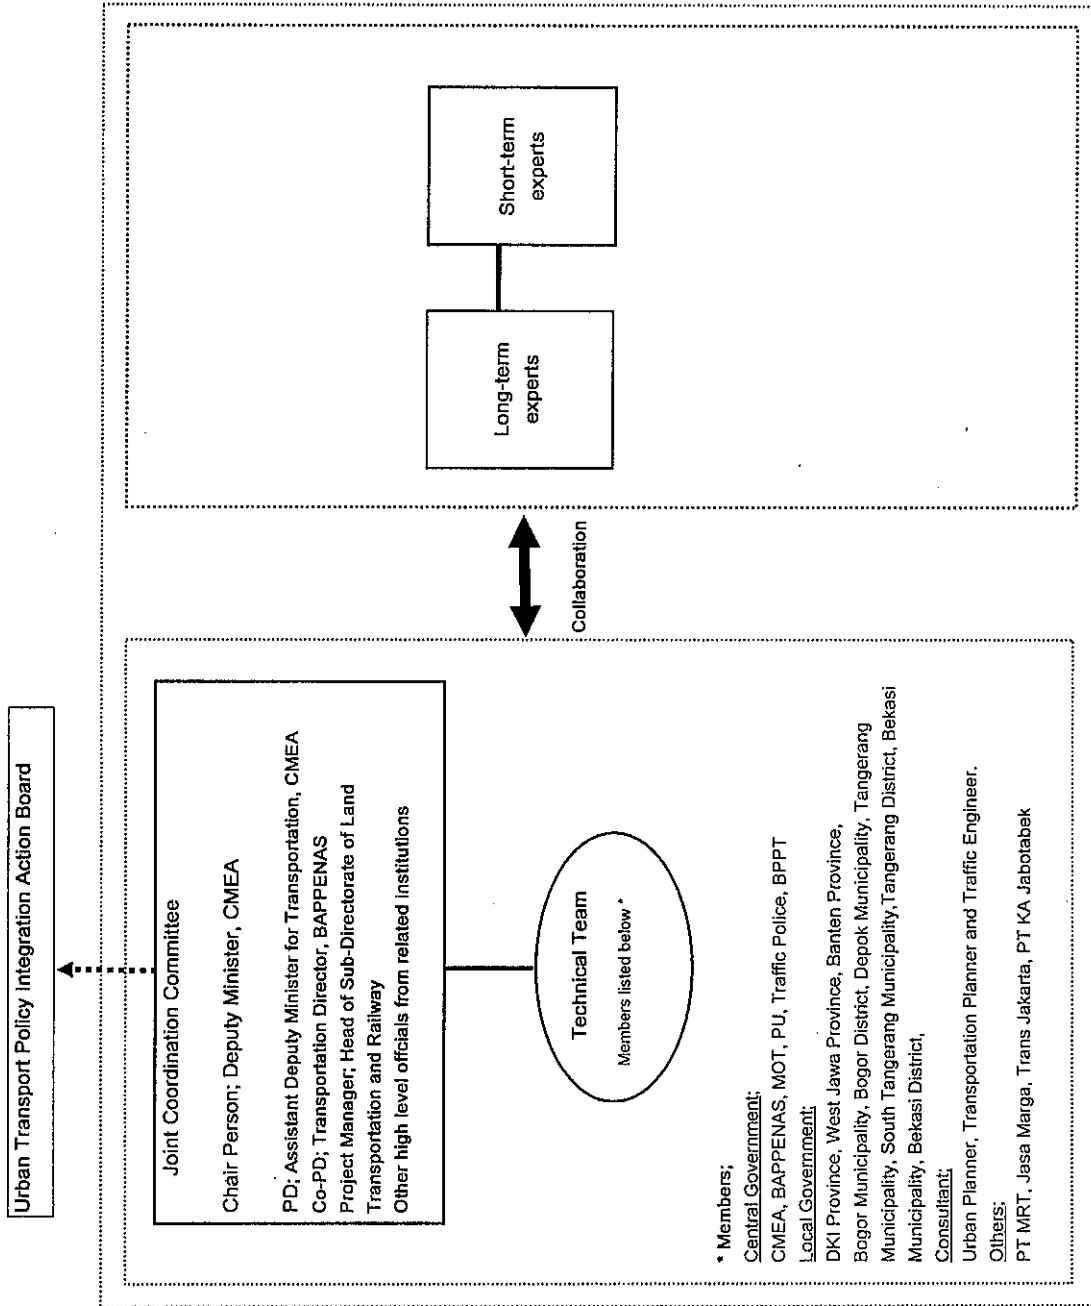 Urban Transport Policy Integration Action Board
Joint Coordination Committee
Chair Person; Deputy Minister, CMEA
PD; Assistant Deputy Minister for Transportation, CMEA
Co-PD; Transportation Director, BAPPENAS
Project Manager; Head of Sub-Directorate of Land
Transportation and Railway
Other high level offcials from related institutions
Technical Team
Members listed below *
* Members;
Central Government;
CMEA, BAPPENAS, MOT, PU, Traffic Police, BPPT
Local Government;
DKI Province, West Jawa Province, Banten Province,
Bogor Municipality, Bogor District, Depok Municipality, Tangerang
Municipality, South Tangerang Municipality,Tangerang District, Bekasi
Municipality, Bekasi District,
Consultant;
Urban Planner, Transportation Planner and Traffic Engineer.
Others;
PT MRT, Jasa Marga, Trans Jakarta, PT KA Jabotabek
Collaboration
Long-term
experts
Short-term
experts